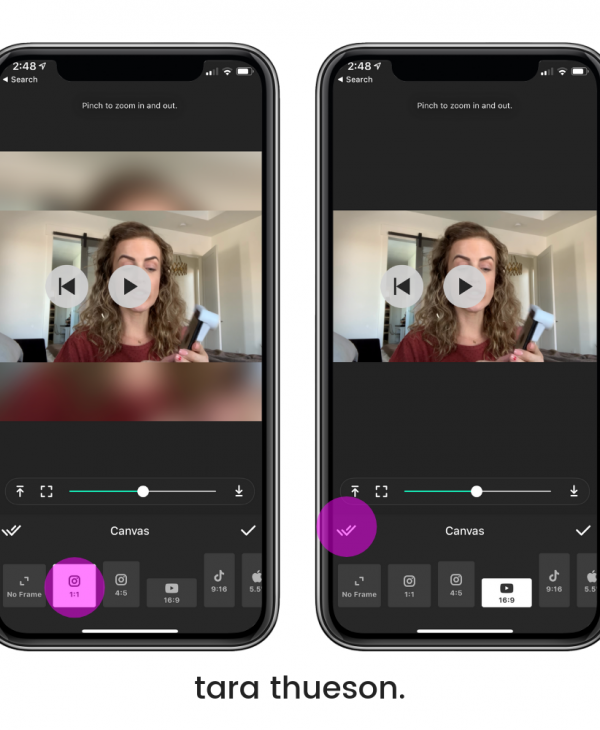 2:48
Search
Pinch to zoom in and out.
Canvas
No Frame
1:1
4:5
16:9
9:16
5.5
2:48
Search
Pinch to zoom in and out.
Canvas
No Frame
1:1
4:5
16:9
9:16
5.5
tara thueson.